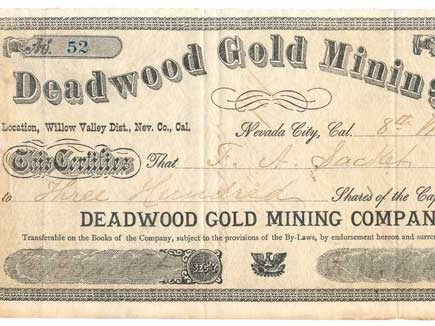 No. 52
Deadwood Gold Mining
Location, Willow Valley Dist., Nev. Co., Cal.
Nevada City, Cal. 8th
This Certifies That F. A.
to Three Hundred Shares of the Cap
DEADWOOD GOLD MINING COMPAN
Transferable on the Books of the Company, subject to the provisions of the By-Laws, by endorsement hereon and surre
SEC'Y